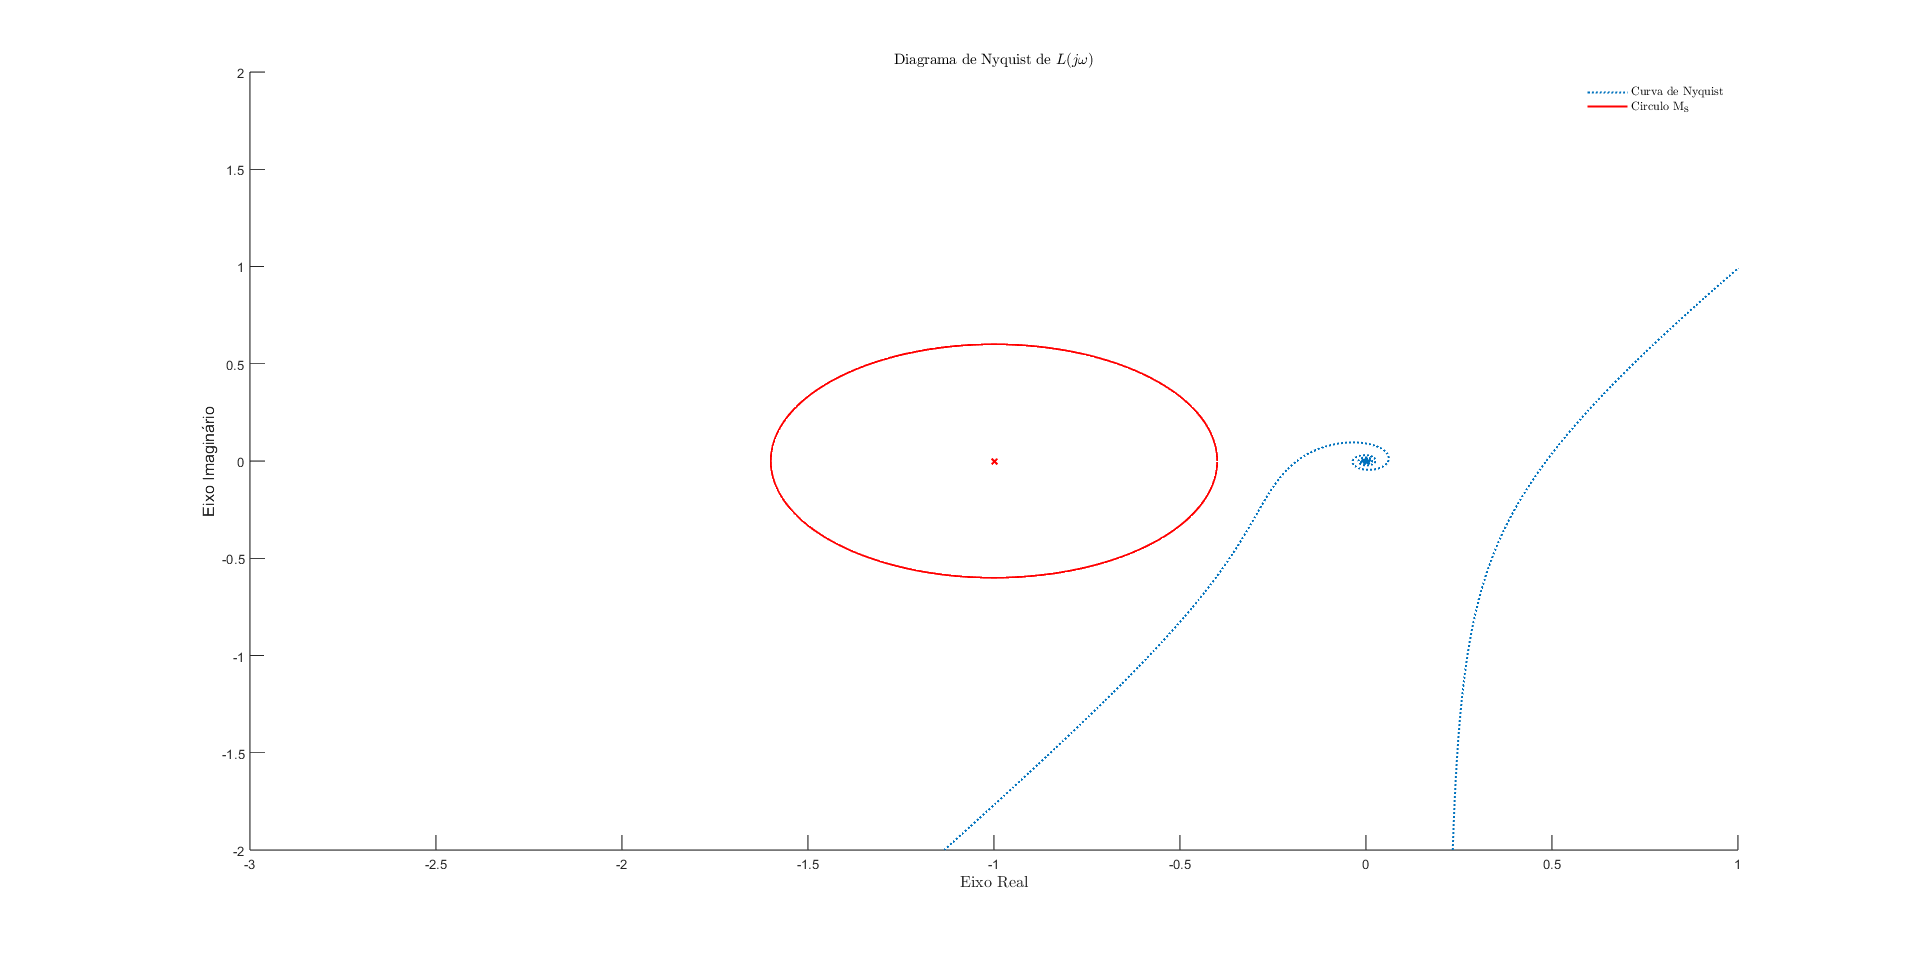 Diagrama de Nyquist de L(jω)
Curva de Nyquist
Circulo Ms
Eixo Imaginário
2
1.5
1
0.5
0
-0.5
-1
-1.5
-2
-3 -2.5 -2 -1.5 -1 -0.5 0 0.5 1
Eixo Real